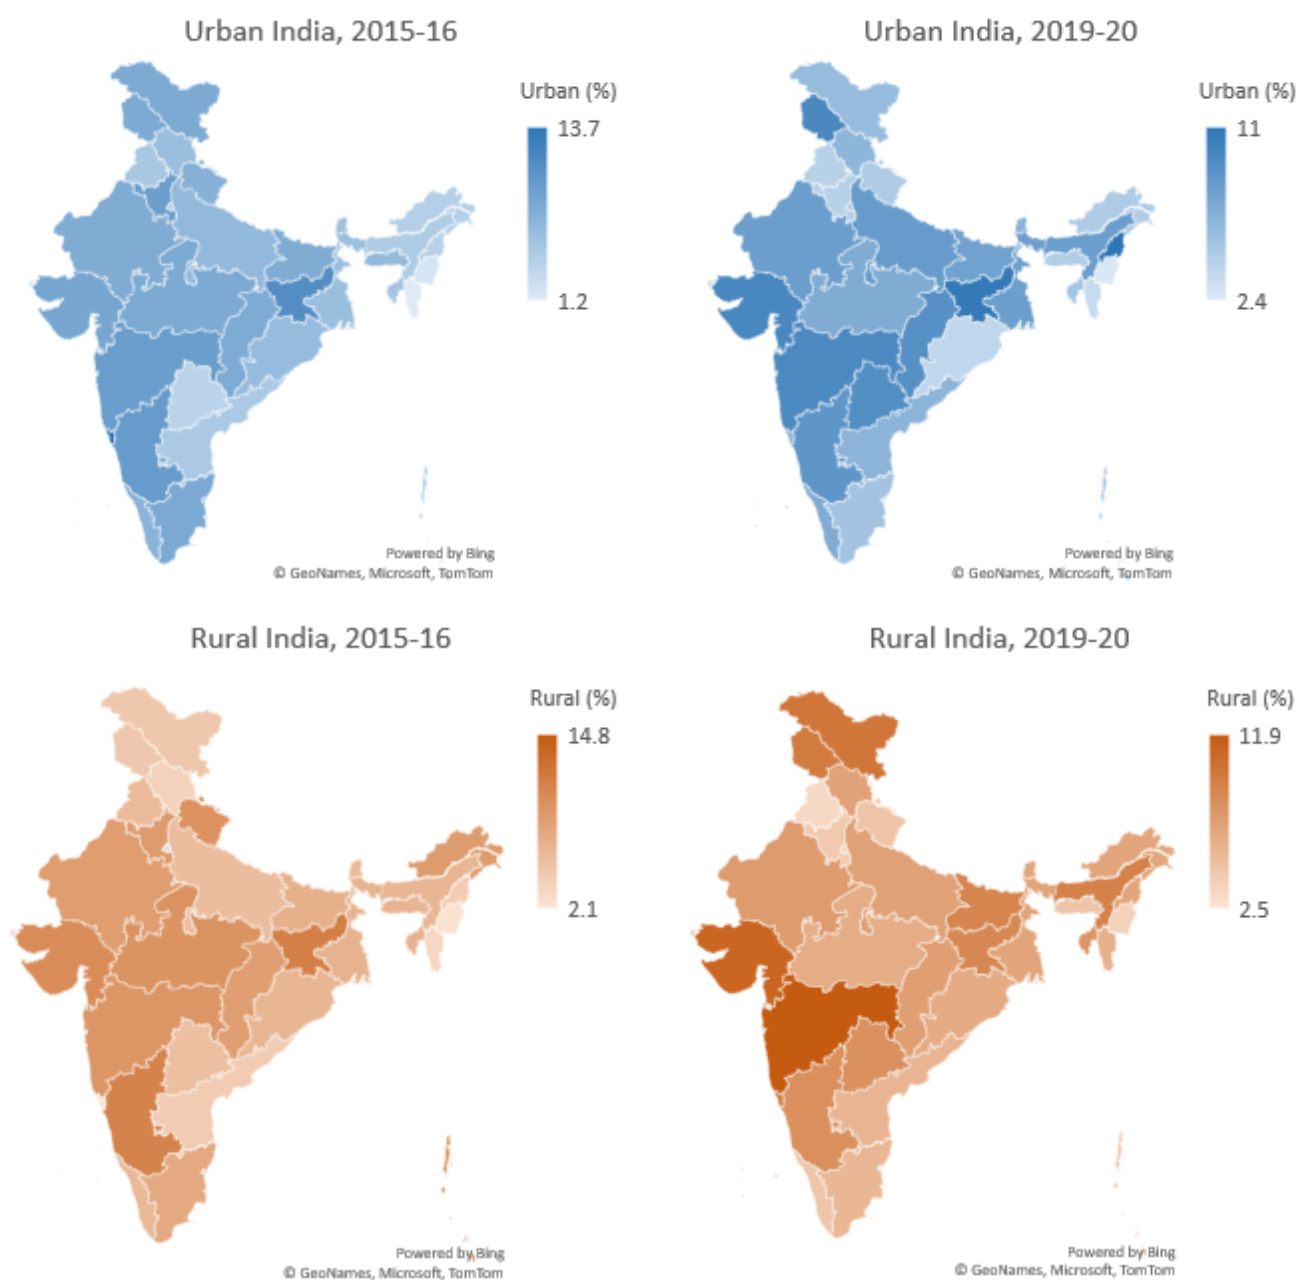 Urban India, 2015-16
Urban (%)
13.7
1.2
Powered by Bing
© GeoNames, Microsoft, TomTom
Urban India, 2019-20
Urban (%)
11
2.4
Powered by Bing
© GeoNames, Microsoft, TomTom
Rural India, 2015-16
Rural (%)
14.8
2.1
Powered by Bing
© GeoNames, Microsoft, TomTom
Rural India, 2019-20
Rural (%)
11.9
2.5
Powered by Bing
© GeoNames, Microsoft, TomTom